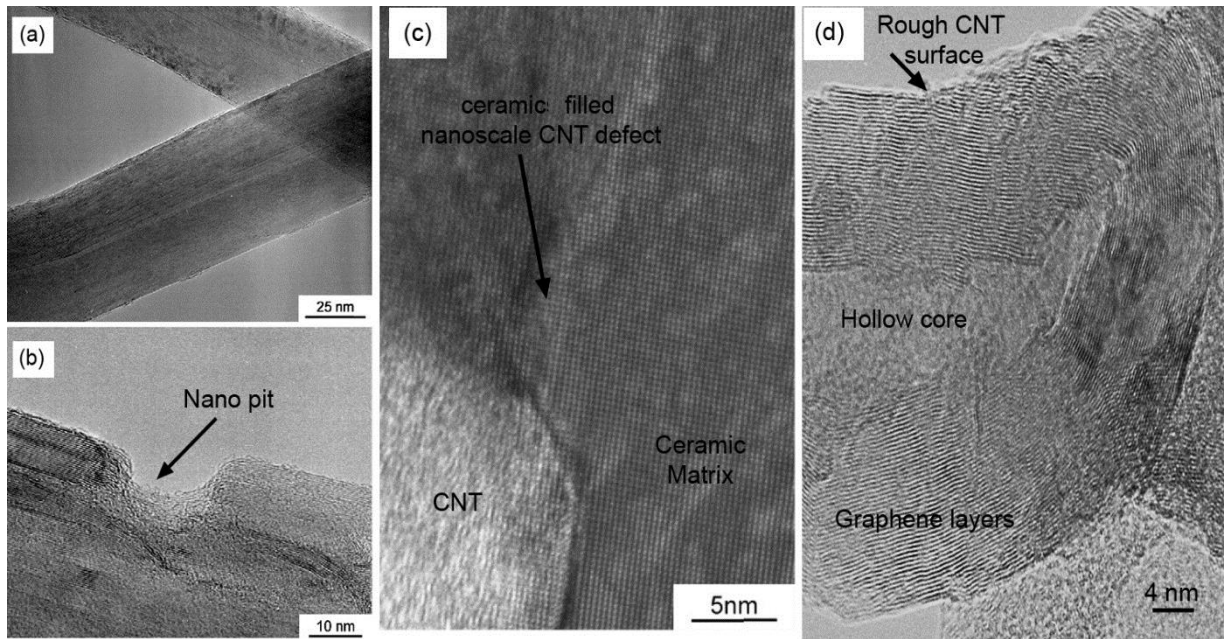 (a)
25 nm
(b)
Nano pit
10 nm
(c)
ceramic filled
nanoscale CNT defect
Ceramic
Matrix
CNT
5nm
(d)
Rough CNT
surface
Hollow core
Graphene layers
4 nm